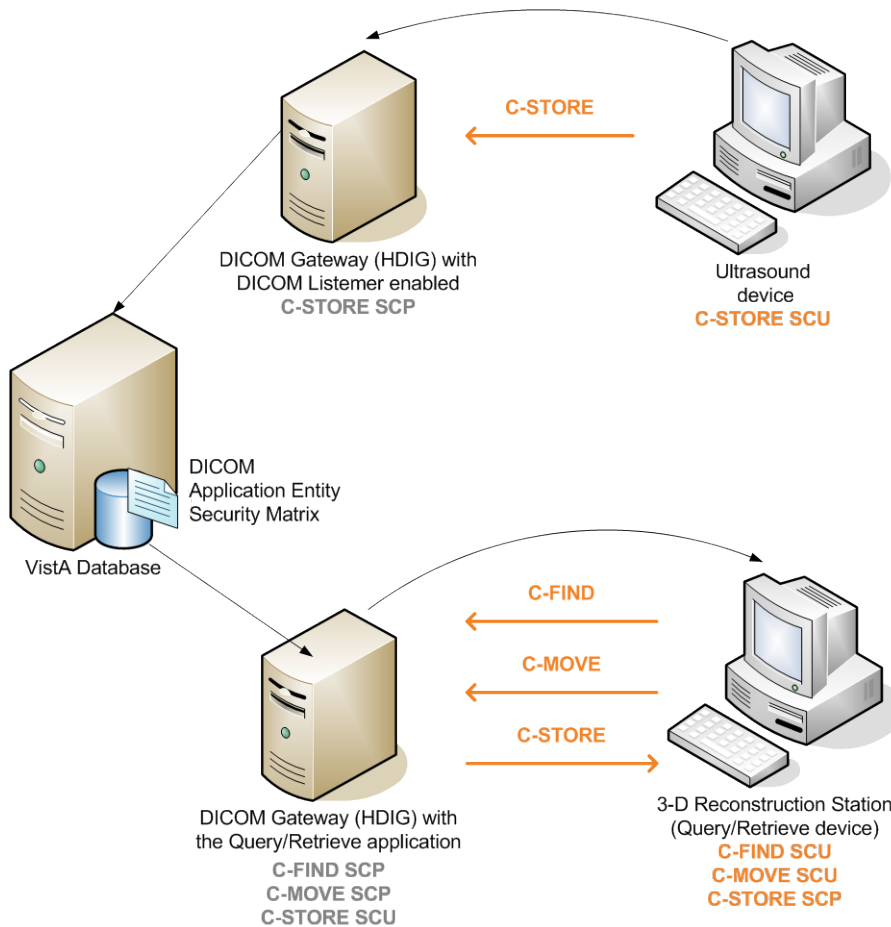 C-STORE
DICOM Gateway (HDIG) with
DICOM Listemer enabled
C-STORE SCP
Ultrasound
device
C-STORE SCU
DICOM
Application Entity
Security Matrix
VistA Database
C-FIND
C-MOVE
C-STORE
DICOM Gateway (HDIG) with
the Query/Retrieve application
C-FIND SCP
C-MOVE SCP
C-STORE SCU
3-D Reconstruction Station
(Query/Retrieve device)
C-FIND SCU
C-MOVE SCU
C-STORE SCP